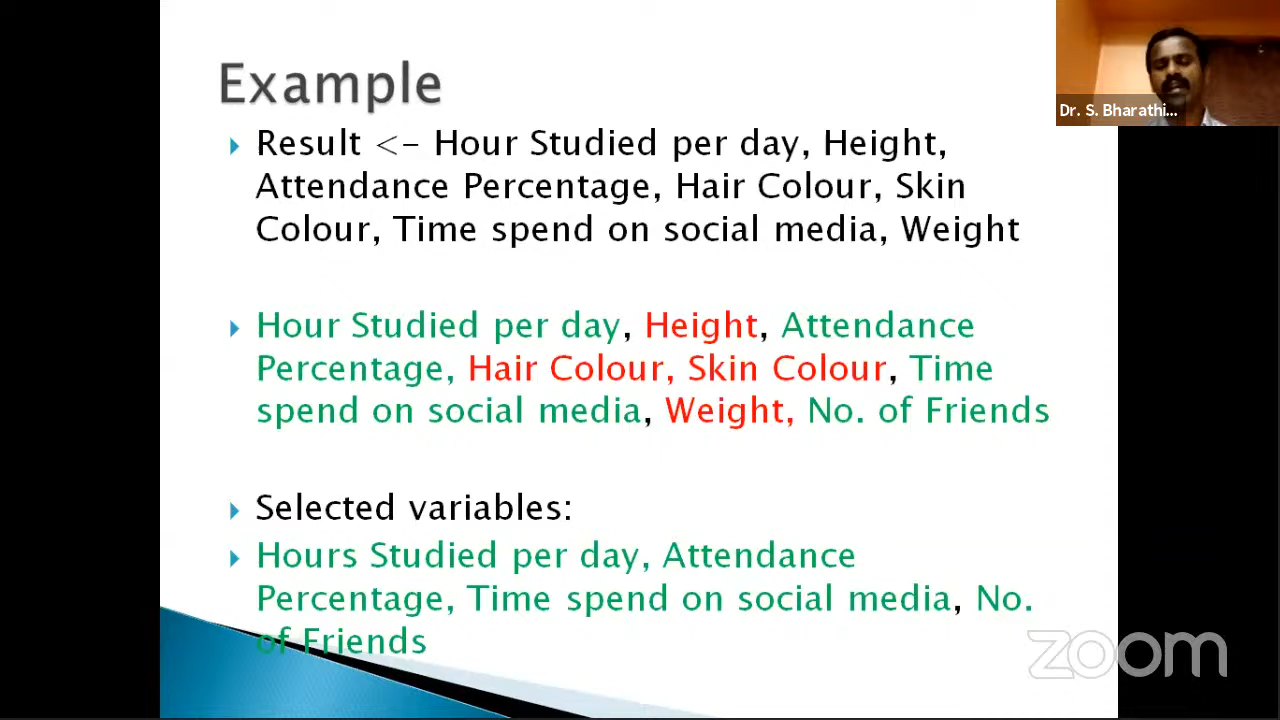 Example
Result <- Hour Studied per day, Height,
Attendance Percentage, Hair Colour, Skin
Colour, Time spend on social media, Weight
Hour Studied per day, Height, Attendance
Percentage, Hair Colour, Skin Colour, Time
spend on social media, Weight, No. of Friends
Selected variables:
Hours Studied per day, Attendance
Percentage, Time spend on social media, No.
of Friends
Dr. S. Bharathi...
zoom